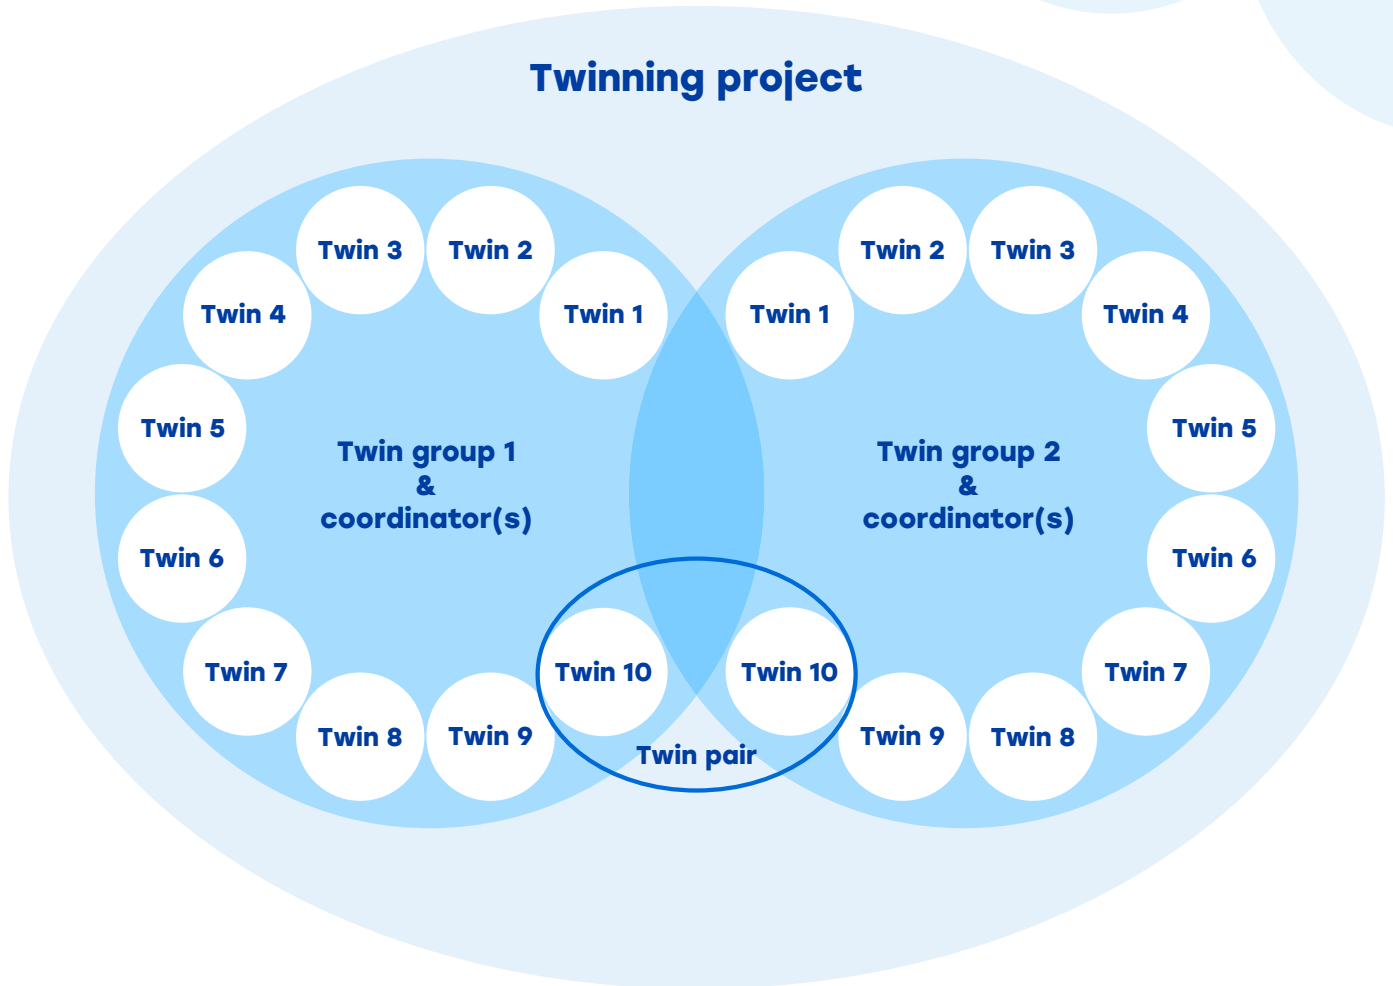 Twinning project
Twin 3
Twin 2
Twin 2
Twin 3
Twin 4
Twin 1
Twin 1
Twin 4
Twin 5
Twin 5
Twin group 1
&
coordinator(s)
Twin group 2
&
coordinator(s)
Twin 6
Twin 6
Twin 7
Twin 10
Twin 10
Twin 7
Twin 8
Twin 9
Twin pair
Twin 9
Twin 8